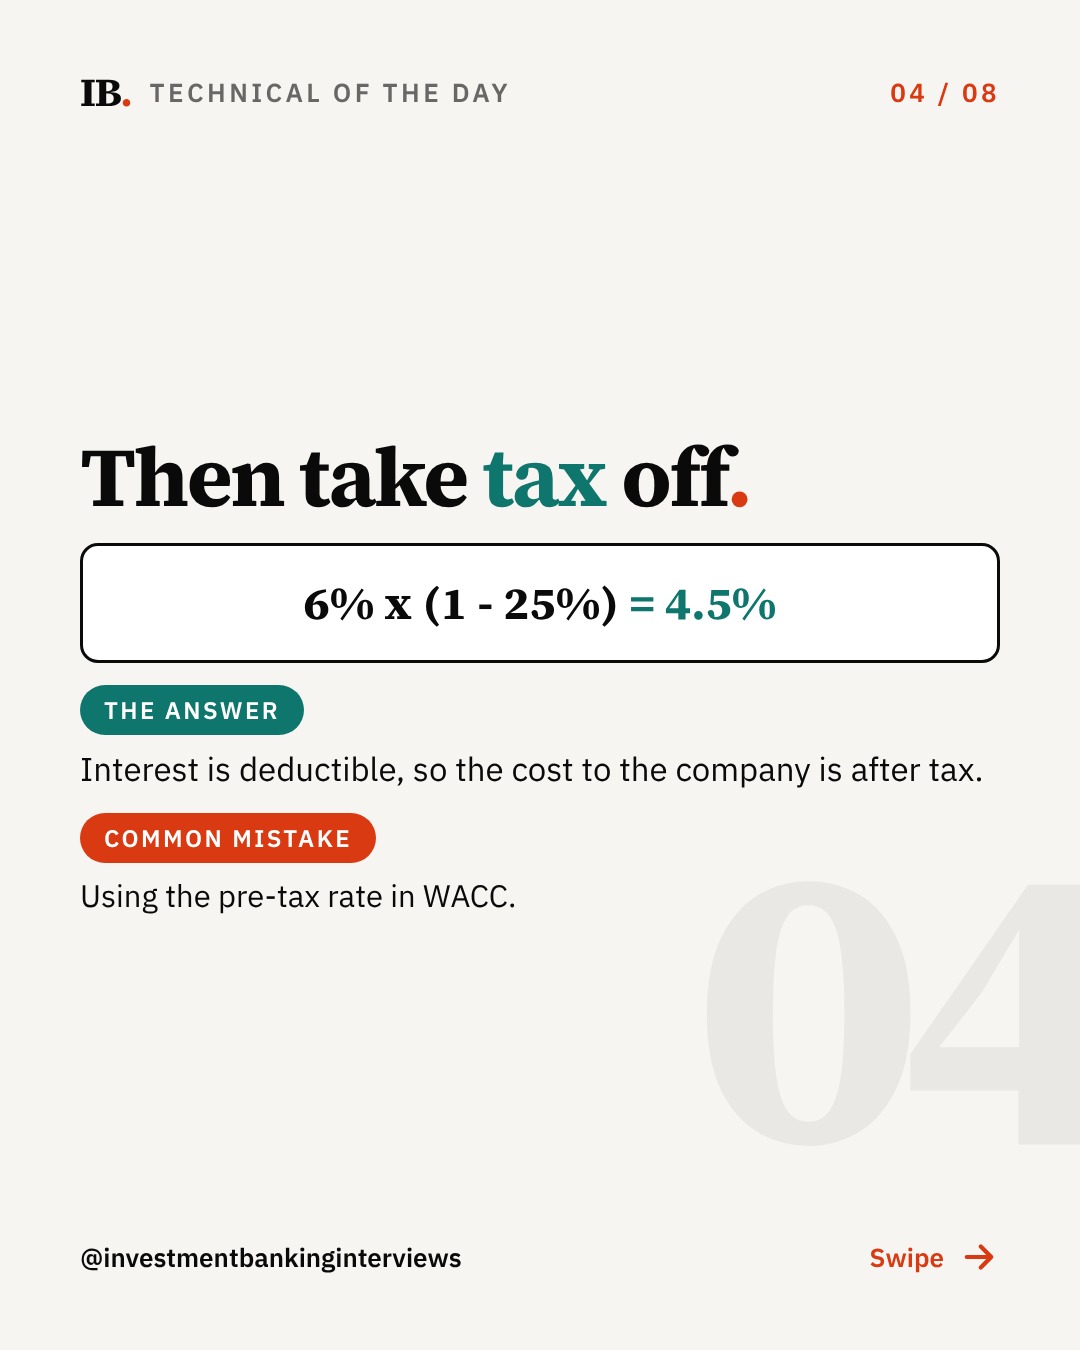 IB. TECHNICAL OF THE DAY
04 / 08
Then take tax off.
6% x (1 - 25%) = 4.5%
THE ANSWER
Interest is deductible, so the cost to the company is after tax.
COMMON MISTAKE
Using the pre-tax rate in WACC.
04
@investmentbankinginterviews
Swipe →